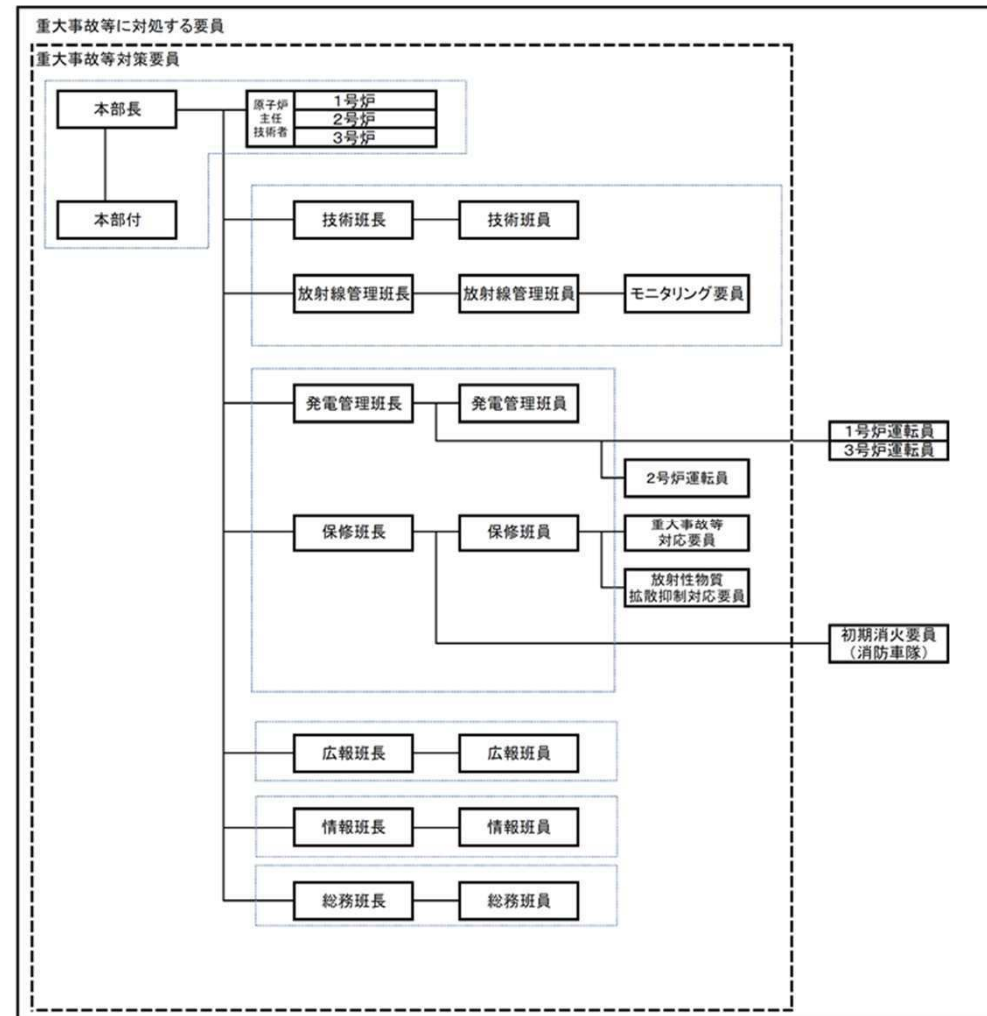 重大事故等に対処する要員
重大事故等対策要員
本部長
原子炉
主任
技術者
1号炉
2号炉
3号炉
本部付
技術班長
技術班員
放射線管理班長
放射線管理班員
モニタリング要員
発電管理班長
発電管理班員
1号炉運転員
3号炉運転員
2号炉運転員
保修班長
保修班員
重大事故等
対応要員
放射性物質
拡散抑制対応要員
初期消火要員
（消防車隊）
広報班長
広報班員
情報班長
情報班員
総務班長
総務班員